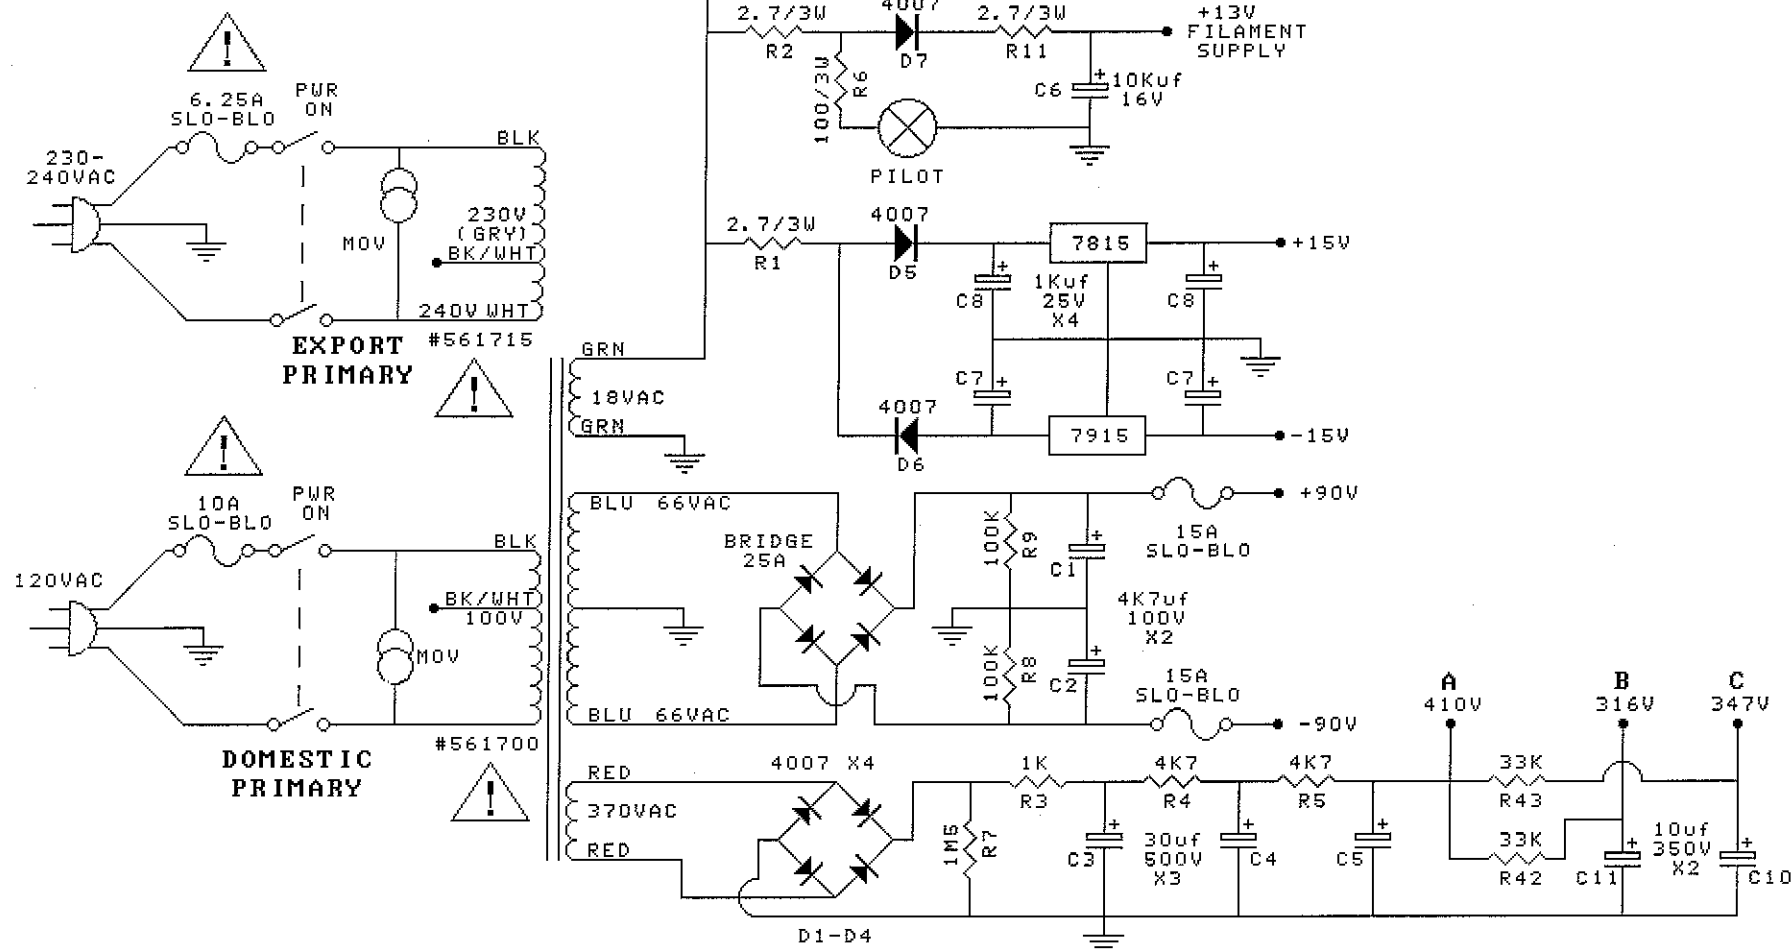 4007
2.7/3W
R2
D7
2.7/3W
R11
+13V
FILAMENT
SUPPLY
100/3W
R6
C6
+
10Kuf
16V
PILOT
6.25A
SLO-BLO
PWR
ON
BLK
230-
240VAC
MOV
230V
(GRY)
BK/WHT
240V WHT
#561715
EXPORT
PRIMARY
!
!
2.7/3W
R1
4007
D5
7815
+15V
+
C8
1Kuf
25V
X4
+
C8
C7
+
C7
+
4007
D6
7915
-15V
GRN
18VAC
GRN
!
10A
SLO-BLO
PWR
ON
BLK
120VAC
BK/WHT
100V
MOV
#561700
DOMESTIC
PRIMARY
!
BLU 66VAC
BRIDGE
25A
100K
R9
+
C1
15A
SLO-BLO
+90V
4K7uf
100V
X2
100K
R8
+
C2
15A
SLO-BLO
-90V
BLU 66VAC
A
410V
B
316V
C
347V
RED
370VAC
RED
4007 X4
D1-D4
1M5
R7
1K
R3
4K7
R4
4K7
R5
33K
R43
33K
R42
+
C3
30uf
500V
X3
+
C4
+
C5
+
C11
10uf
350V
X2
+
C10